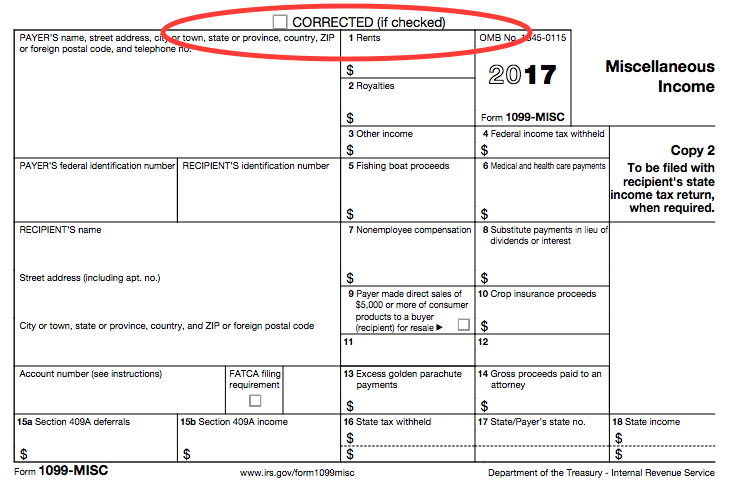 CORRECTED (if checked)
PAYER'S name, street address, city or town, state or province, country, ZIP
or foreign postal code, and telephone no.
1 Rents
$
OMB No. 1545-0115
2017
Form 1099-MISC
Miscellaneous
Income
2 Royalties
$
3 Other income
$
4 Federal income tax withheld
$
Copy 2
To be filed with
recipient's state
income tax return,
when required.
PAYER'S federal identification number
RECIPIENT'S identification number
5 Fishing boat proceeds
$
6 Medical and health care payments
$
RECIPIENT'S name
7 Nonemployee compensation
$
8 Substitute payments in lieu of
dividends or interest
$
Street address (including apt. no.)
9 Payer made direct sales of
$5,000 or more of consumer
products to a buyer
(recipient) for resale ▶
10 Crop insurance proceeds
$
City or town, state or province, country, and ZIP or foreign postal code
11
12
Account number (see instructions)
FATCA filing
requirement
13 Excess golden parachute
payments
$
14 Gross proceeds paid to an
attorney
$
15a Section 409A deferrals
$
15b Section 409A income
$
16 State tax withheld
$
$
17 State/Payer's state no.
18 State income
$
$
Form 1099-MISC
www.irs.gov/form1099misc
Department of the Treasury - Internal Revenue Service